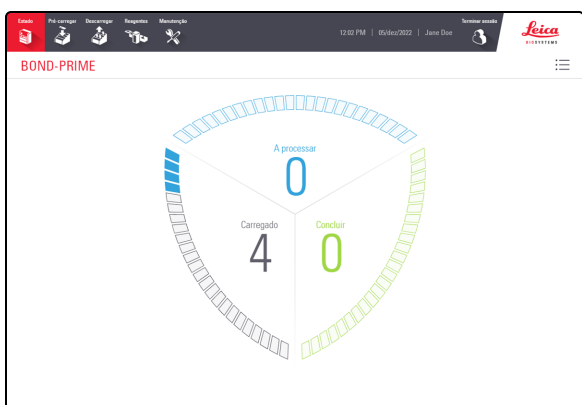 Estado Pré-carregar Descarregar Reagentes Manutenção
12:02 PM | 05/dez/2022 | Jane Doe
Terminar sessão
Leica
BIOSYSTEMS
BOND-PRIME
A processar
0
Carregado
4
Concluir
0